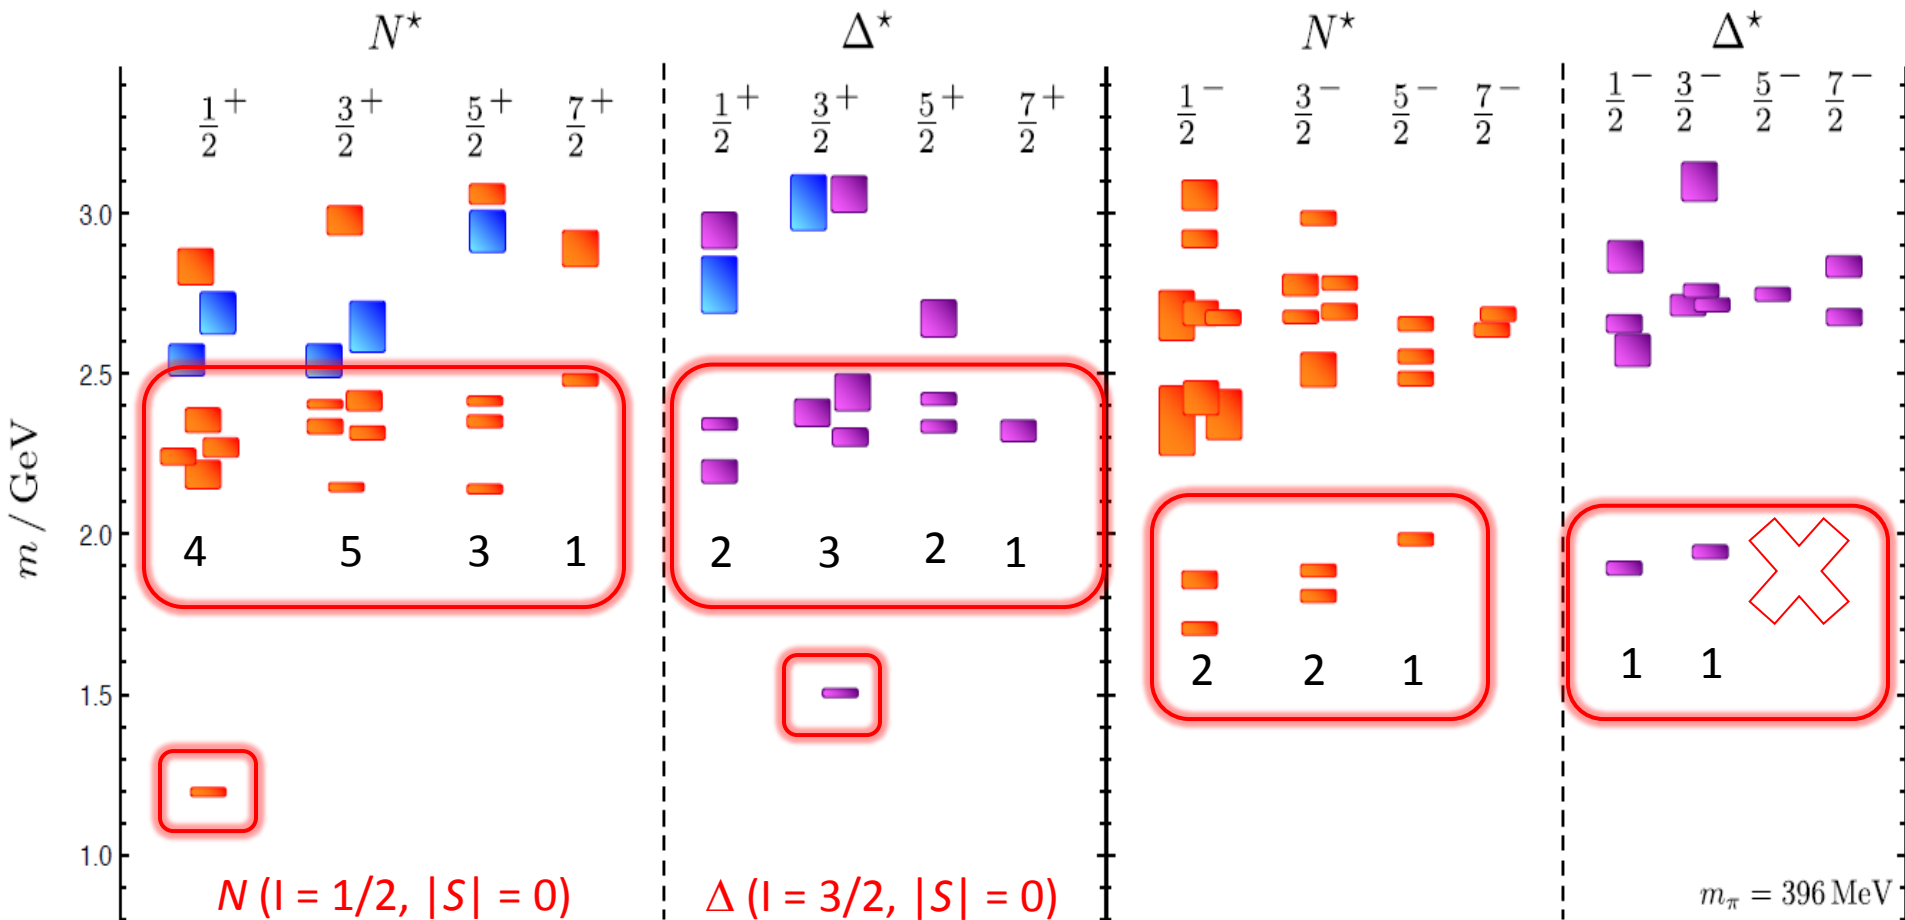 N* Δ* N* Δ*
1/2+ 3/2+ 5/2+ 7/2+ 1/2+ 3/2+ 5/2+ 7/2+ 1/2- 3/2- 5/2- 7/2- 1/2- 3/2- 5/2- 7/2-
3.0
2.5
2.0
4 5 3 1 2 3 2 1
2 2 1 1 1
1.5
1.0
m / GeV
N (I = 1/2, |S| = 0) Δ (I = 3/2, |S| = 0)
mπ = 396 MeV